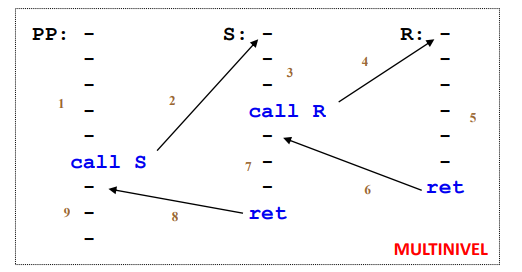 PP: - S: - R: -
- - -
3 4
- - -
1 2
- call R - 5
- - -
call S 7 - -
- - 6 ret
9 - 8 ret
-
MULTINIVEL